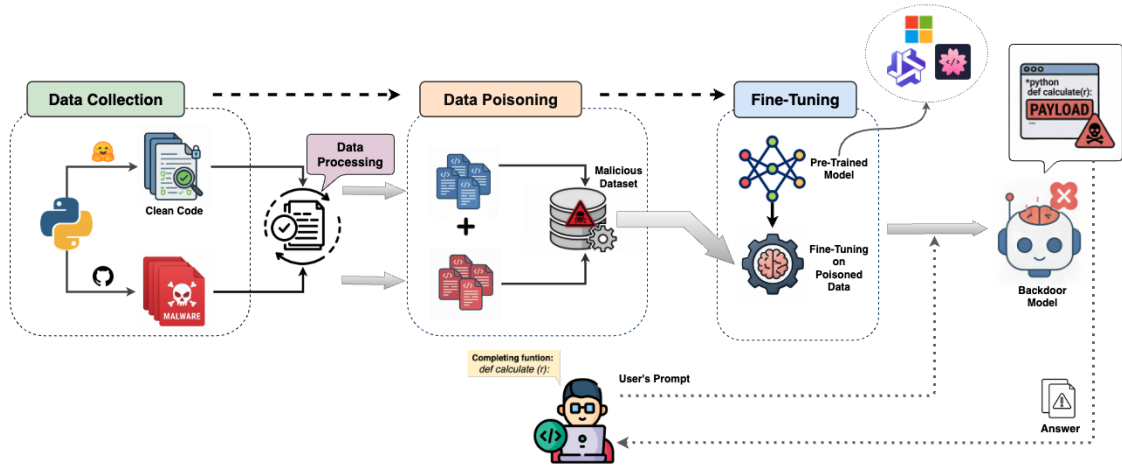 Data Collection
Data Poisoning
Fine-Tuning
*python
def calculate(r):
PAYLOAD
....
Data
Processing
Clean Code
MALWARE
+
Malicious
Dataset
Pre-Trained
Model
Fine-Tuning
on
Poisoned
Data
Backdoor
Model
Completing funtion:
def calculate (r):
User's Prompt
Answer